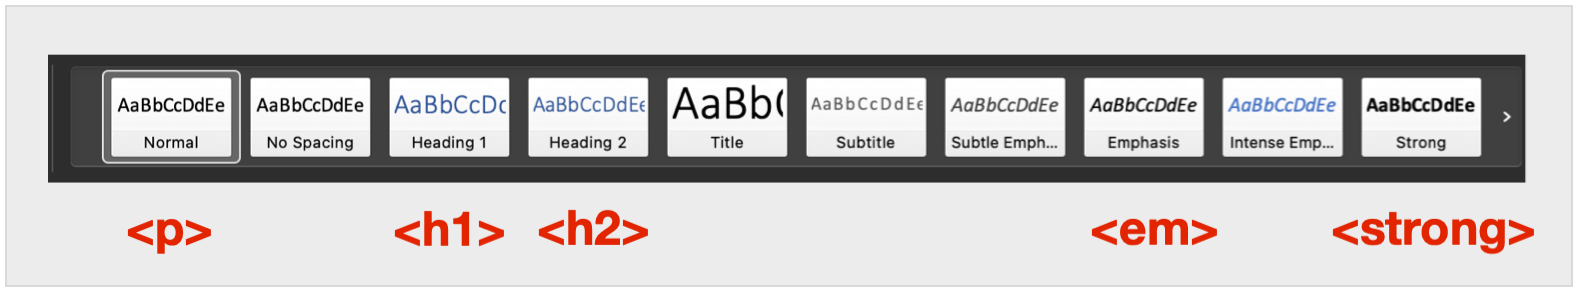 AaBbCcDdEe AaBbCcDdEe AaBbCcDc AaBbCcDdEe AaBb( AaBbCcDdEe AaBbCcDdEe AaBbCcDdEe AaBbCcDdEe AaBbCcDdEe
Normal No Spacing Heading 1 Heading 2 Title Subtitle Subtle Emph... Emphasis Intense Emp... Strong
<p> <h1> <h2> <em> <strong>